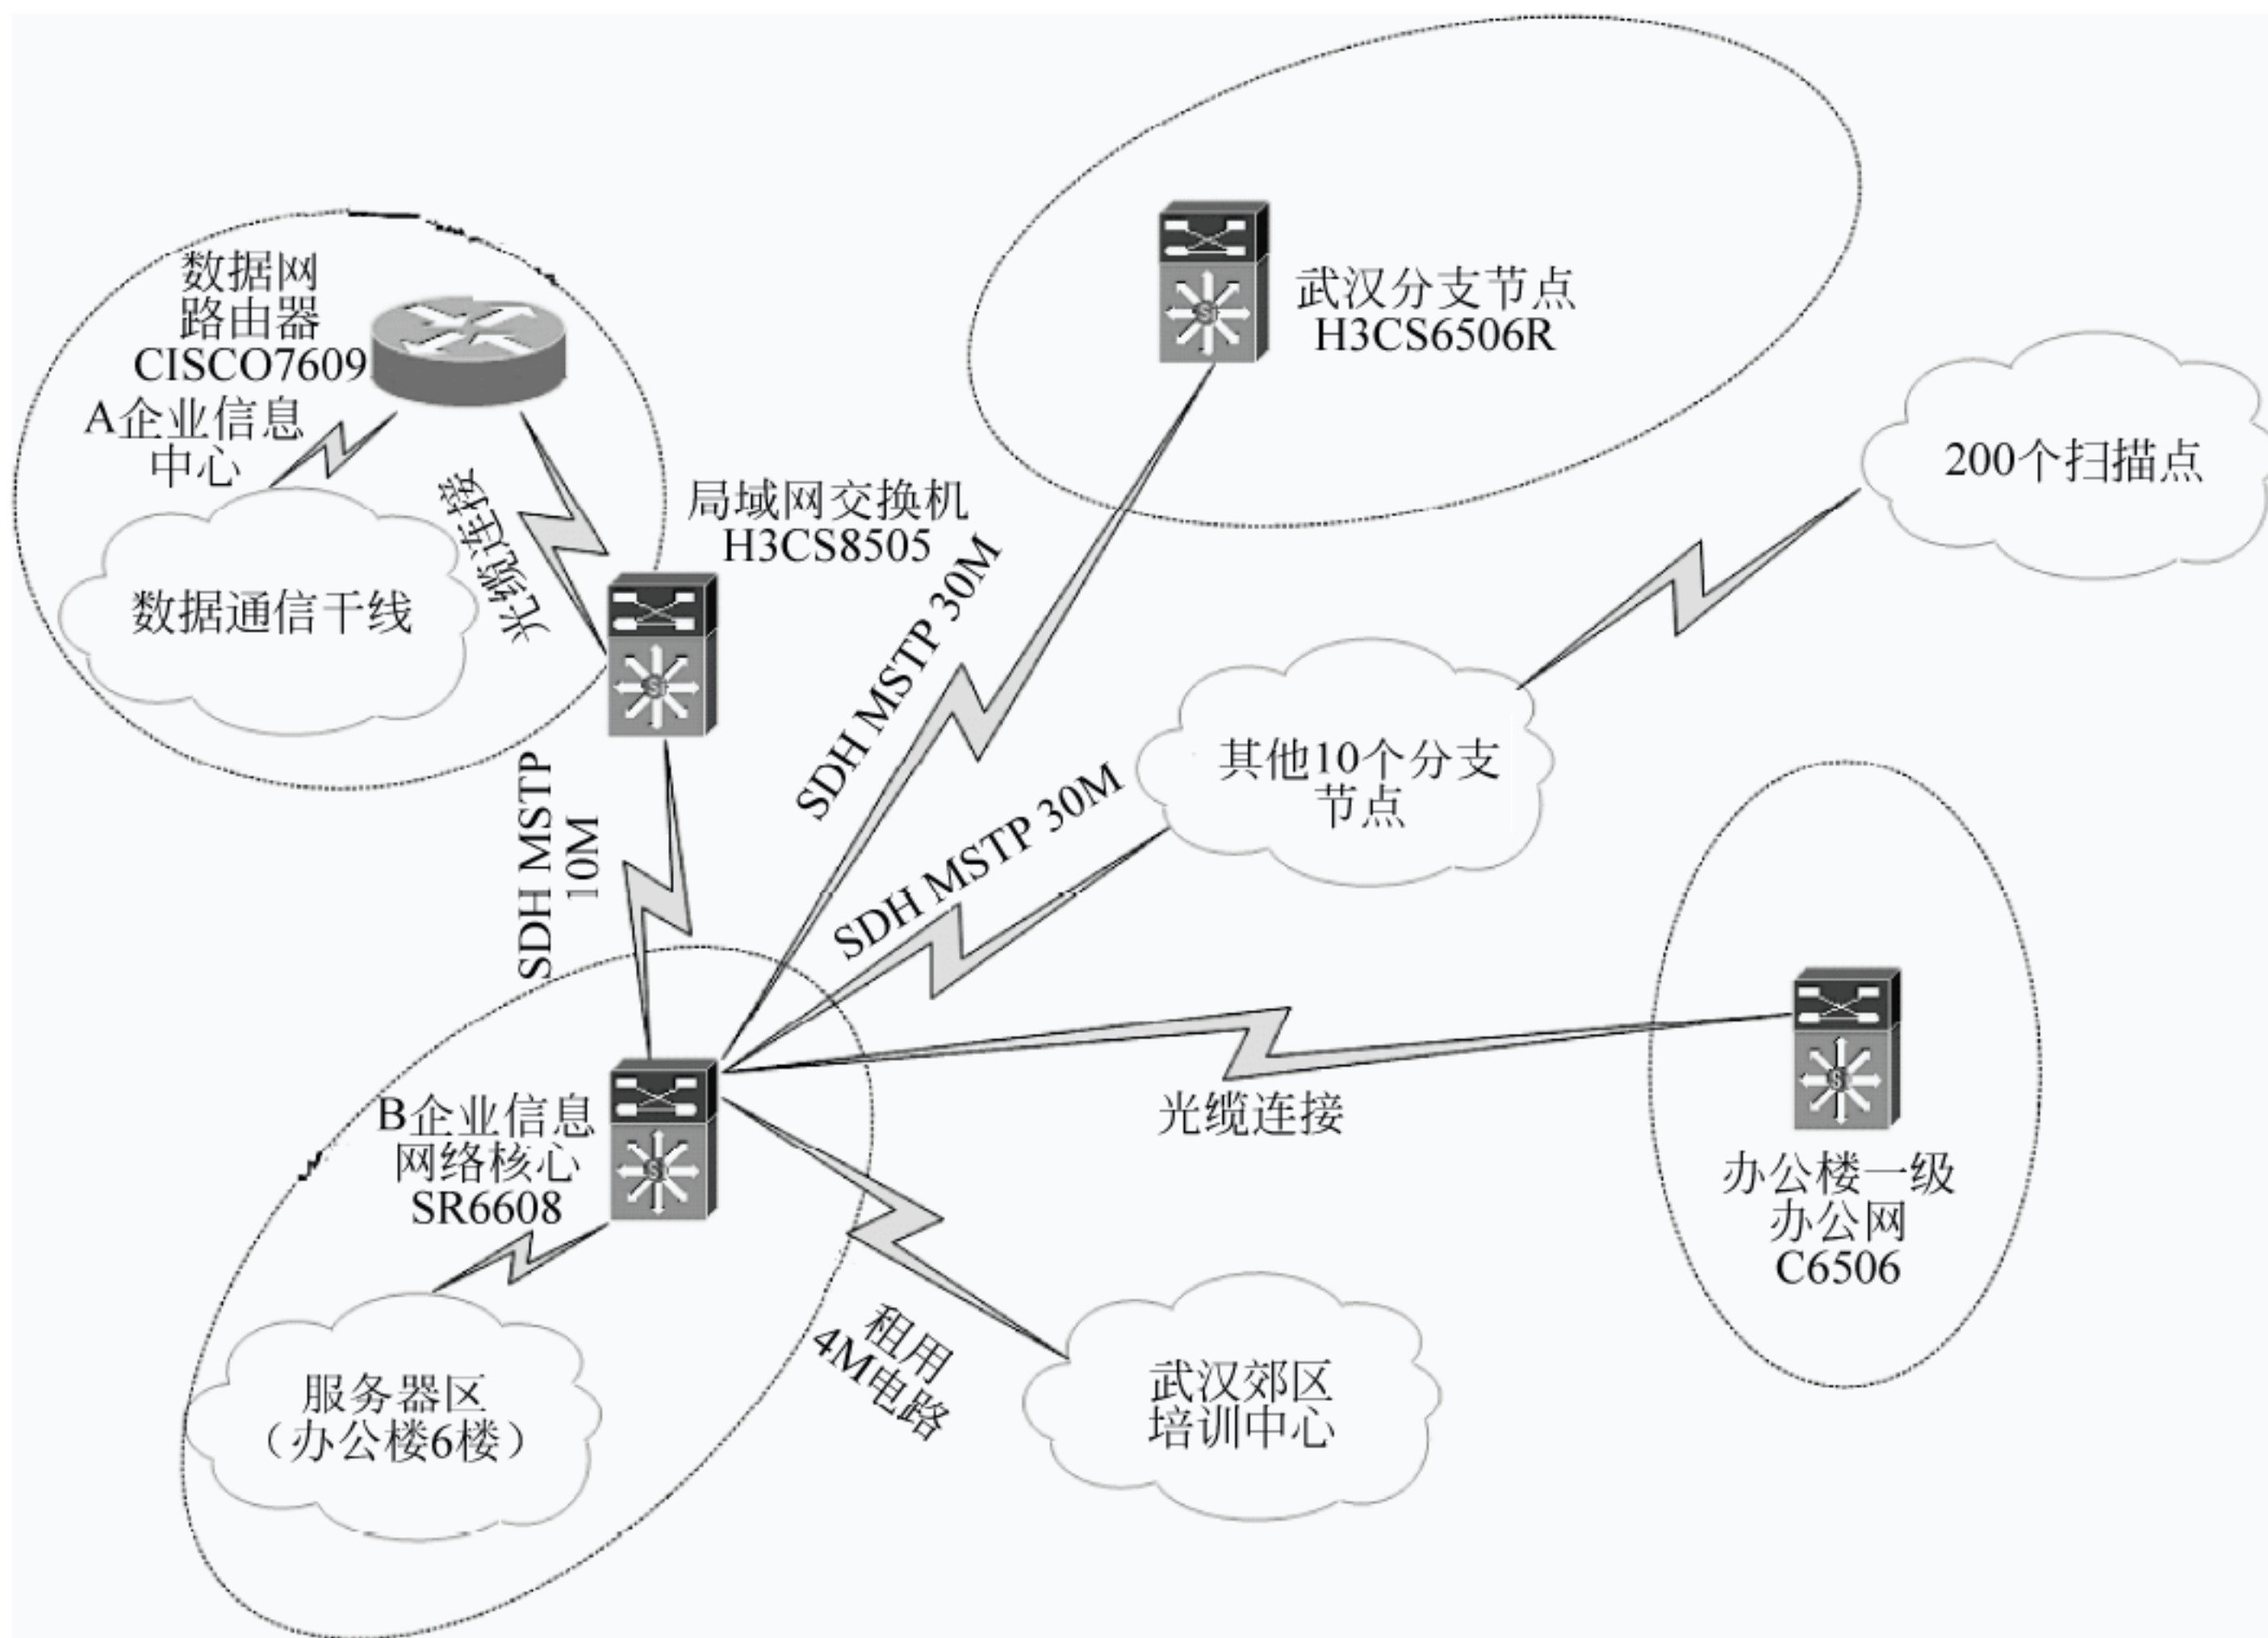 数据网
路由器
CISCO7609
A企业信息
中心
光缆连接
数据通信干线
局域网交换机
H3CS8505
武汉分支节点
H3CS6506R
200个扫描点
SDH MSTP
10M
SDH MSTP 30M
SDH MSTP 30M
其他10个分支
节点
B企业信息
网络核心
SR6608
光缆连接
办公楼一级
办公网
C6506
服务器区
（办公楼6楼）
租用
4M电路
武汉郊区
培训中心